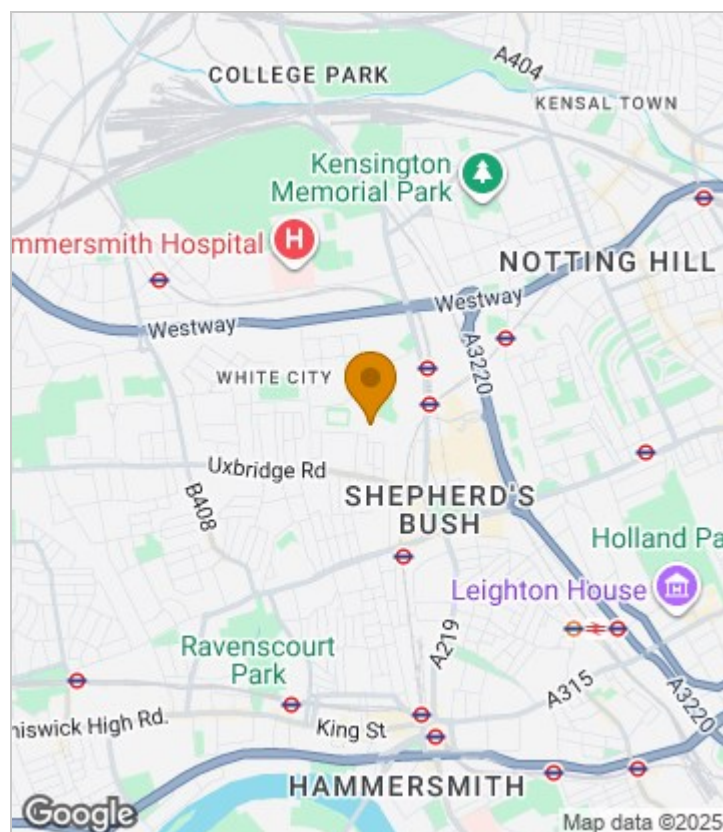 A404
COLLEGE PARK
KENSAL TOWN
Kensington
Memorial Park
mmersmith Hospital
H
NOTTING HILL
Westway
Westway
A3220
WHITE CITY
Uxbridge Rd
B408
SHEPHERD'S
BUSH
Holland Pa
Leighton House
A219
Ravenscourt
Park
A315
A3220
hiswick High Rd.
King St
HAMMERSMITH
Google
Map data ©2025